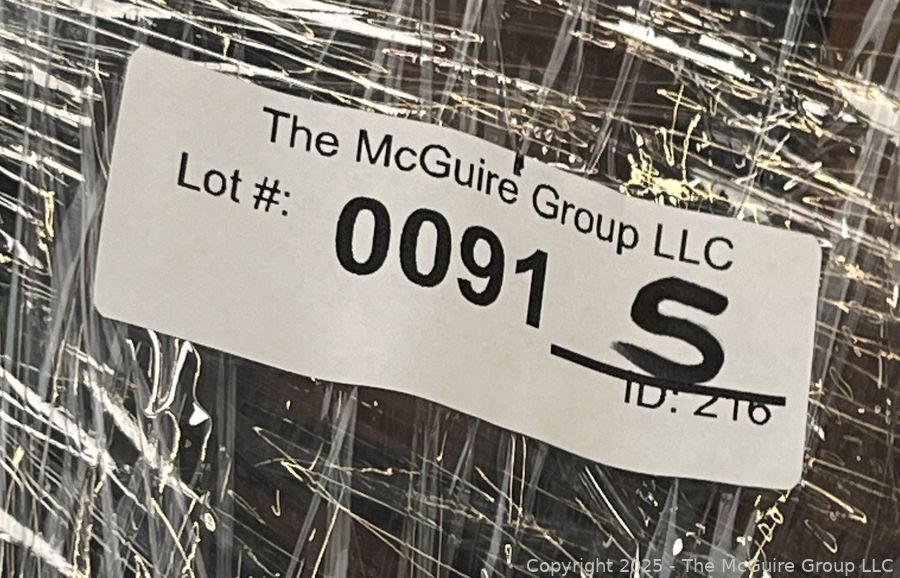 The McGuire Group LLC
Lot #:
0091 S
ID: 216
Copyright 2025 - The McGuire Group LLC